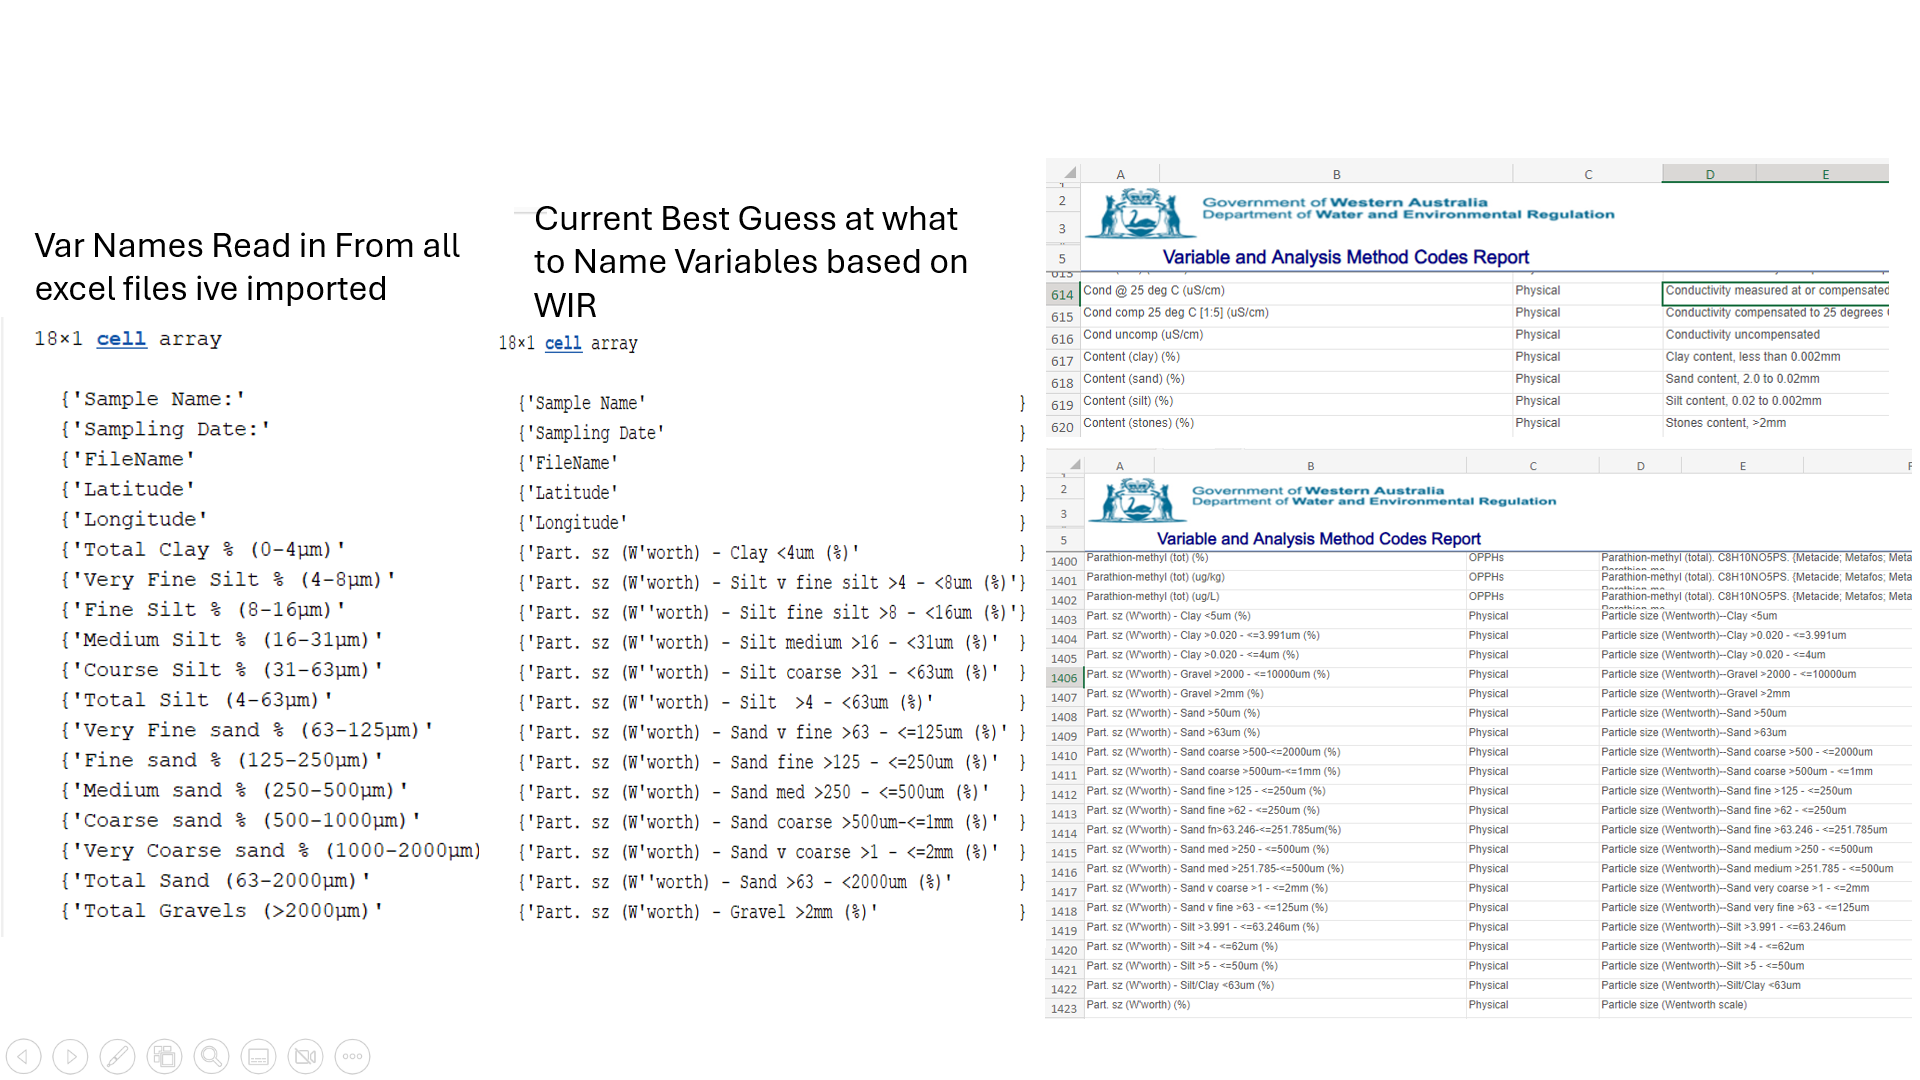 Var Names Read in From all
excel files ive imported
18×1 cell array
{'Sample Name:'
{'Sampling Date:'
{'FileName'
{'Latitude'
{'Longitude'
{'Total Clay % (0-4µm)'
{'Very Fine Silt % (4-8µm)'
{'Fine Silt % (8-16µm)'
{'Medium Silt % (16-31µm)'
{'Course Silt % (31-63µm)'
{'Total Silt (4-63µm)'
{'Very Fine sand % (63-125µm)'
{'Fine sand % (125-250µm)'
{'Medium sand % (250-500µm)'
{'Coarse sand % (500-1000µm)'
{'Very Coarse sand % (1000-2000µm)
{'Total Sand (63-2000µm)'
{'Total Gravels (>2000µm)'
Current Best Guess at what
to Name Variables based on
WIR
18×1 cell array
{'Sample Name' }
{'Sampling Date' }
{'FileName' }
{'Latitude' }
{'Longitude' }
{'Part. sz (W'worth) - Clay <4um (%)' }
{'Part. sz (W'worth) - Silt v fine silt >4 - <8um (%)'}
{'Part. sz (W''worth) - Silt fine silt >8 - <16um (%)'}
{'Part. sz (W''worth) - Silt medium >16 - <31um (%)' }
{'Part. sz (W''worth) - Silt coarse >31 - <63um (%)' }
{'Part. sz (W''worth) - Silt  >4 - <63um (%)' }
{'Part. sz (W'worth) - Sand v fine >63 - <=125um (%)' }
{'Part. sz (W'worth) - Sand fine >125 - <=250um (%)' }
{'Part. sz (W'worth) - Sand med >250 - <=500um (%)' }
{'Part. sz (W'worth) - Sand coarse >500um-<=1mm (%)' }
{'Part. sz (W'worth) - Sand v coarse >1 - <=2mm (%)' }
{'Part. sz (W''worth) - Sand >63 - <2000um (%)' }
{'Part. sz (W'worth) - Gravel >2mm (%)' }
A B C D E
2 Government of Western Australia
3 Department of Water and Environmental Regulation
5 Variable and Analysis Method Codes Report
614 Cond @ 25 deg C (uS/cm) Physical Conductivity measured at or compensated
615 Cond comp 25 deg C [1:5] (uS/cm) Physical Conductivity compensated to 25 degrees
616 Cond uncomp (uS/cm) Physical Conductivity uncompensated
617 Content (clay) (%) Physical Clay content, less than 0.002mm
618 Content (sand) (%) Physical Sand content, 2.0 to 0.02mm
619 Content (silt) (%) Physical Silt content, 0.02 to 0.002mm
620 Content (stones) (%) Physical Stones content, >2mm
A B C D E F
2 Government of Western Australia
3 Department of Water and Environmental Regulation
5 Variable and Analysis Method Codes Report
1400 Parathion-methyl (tot) (%) OPPHs Parathion-methyl (total). C8H10NO5PS. {Metacide; Metafos; Meta
1401 Parathion-methyl (tot) (ug/kg) OPPHs Parathion-methyl (total). C8H10NO5PS. {Metacide; Metafos; Meta
1402 Parathion-methyl (tot) (ug/L) OPPHs Parathion-methyl (total). C8H10NO5PS. {Metacide; Metafos; Meta
1403 Part. sz (W'worth) - Clay <5um (%) Physical Particle size (Wentworth)--Clay <5um
1404 Part. sz (W'worth) - Clay >0.020 - <=3.991um (%) Physical Particle size (Wentworth)--Clay >0.020 - <=3.991um
1405 Part. sz (W'worth) - Clay >0.020 - <=4um (%) Physical Particle size (Wentworth)--Clay >0.020 - <=4um
1406 Part. sz (W'worth) - Gravel >2000 - <=10000um (%) Physical Particle size (Wentworth)--Gravel >2000 - <=10000um
1407 Part. sz (W'worth) - Gravel >2mm (%) Physical Particle size (Wentworth)--Gravel >2mm
1408 Part. sz (W'worth) - Sand >50um (%) Physical Particle size (Wentworth)--Sand >50um
1409 Part. sz (W'worth) - Sand >63um (%) Physical Particle size (Wentworth)--Sand >63um
1410 Part. sz (W'worth) - Sand coarse >500-<=2000um (%) Physical Particle size (Wentworth)--Sand coarse >500 - <=2000um
1411 Part. sz (W'worth) - Sand coarse >500um-<=1mm (%) Physical Particle size (Wentworth)--Sand coarse >500um - <=1mm
1412 Part. sz (W'worth) - Sand fine >125 - <=250um (%) Physical Particle size (Wentworth)--Sand fine >125 - <=250um
1413 Part. sz (W'worth) - Sand fine >62 - <=250um (%) Physical Particle size (Wentworth)--Sand fine >62 - <=250um
1414 Part. sz (W'worth) - Sand fn>63.246-<=251.785um(%) Physical Particle size (Wentworth)--Sand fine >63.246 - <=251.785um
1415 Part. sz (W'worth) - Sand med >250 - <=500um (%) Physical Particle size (Wentworth)--Sand medium >250 - <=500um
1416 Part. sz (W'worth) - Sand med >251.785-<=500um (%) Physical Particle size (Wentworth)--Sand medium >251.785 - <=500um
1417 Part. sz (W'worth) - Sand v coarse >1 - <=2mm (%) Physical Particle size (Wentworth)--Sand very coarse >1 - <=2mm
1418 Part. sz (W'worth) - Sand v fine >63 - <=125um (%) Physical Particle size (Wentworth)--Sand very fine >63 - <=125um
1419 Part. sz (W'worth) - Silt >3.991 - <=63.246um (%) Physical Particle size (Wentworth)--Silt >3.991 - <=63.246um
1420 Part. sz (W'worth) - Silt >4 - <=62um (%) Physical Particle size (Wentworth)--Silt >4 - <=62um
1421 Part. sz (W'worth) - Silt >5 - <=50um (%) Physical Particle size (Wentworth)--Silt >5 - <=50um
1422 Part. sz (W'worth) - Silt/Clay <63um (%) Physical Particle size (Wentworth)--Silt/Clay <63um
1423 Part. sz (W'worth) (%) Physical Particle size (Wentworth scale)